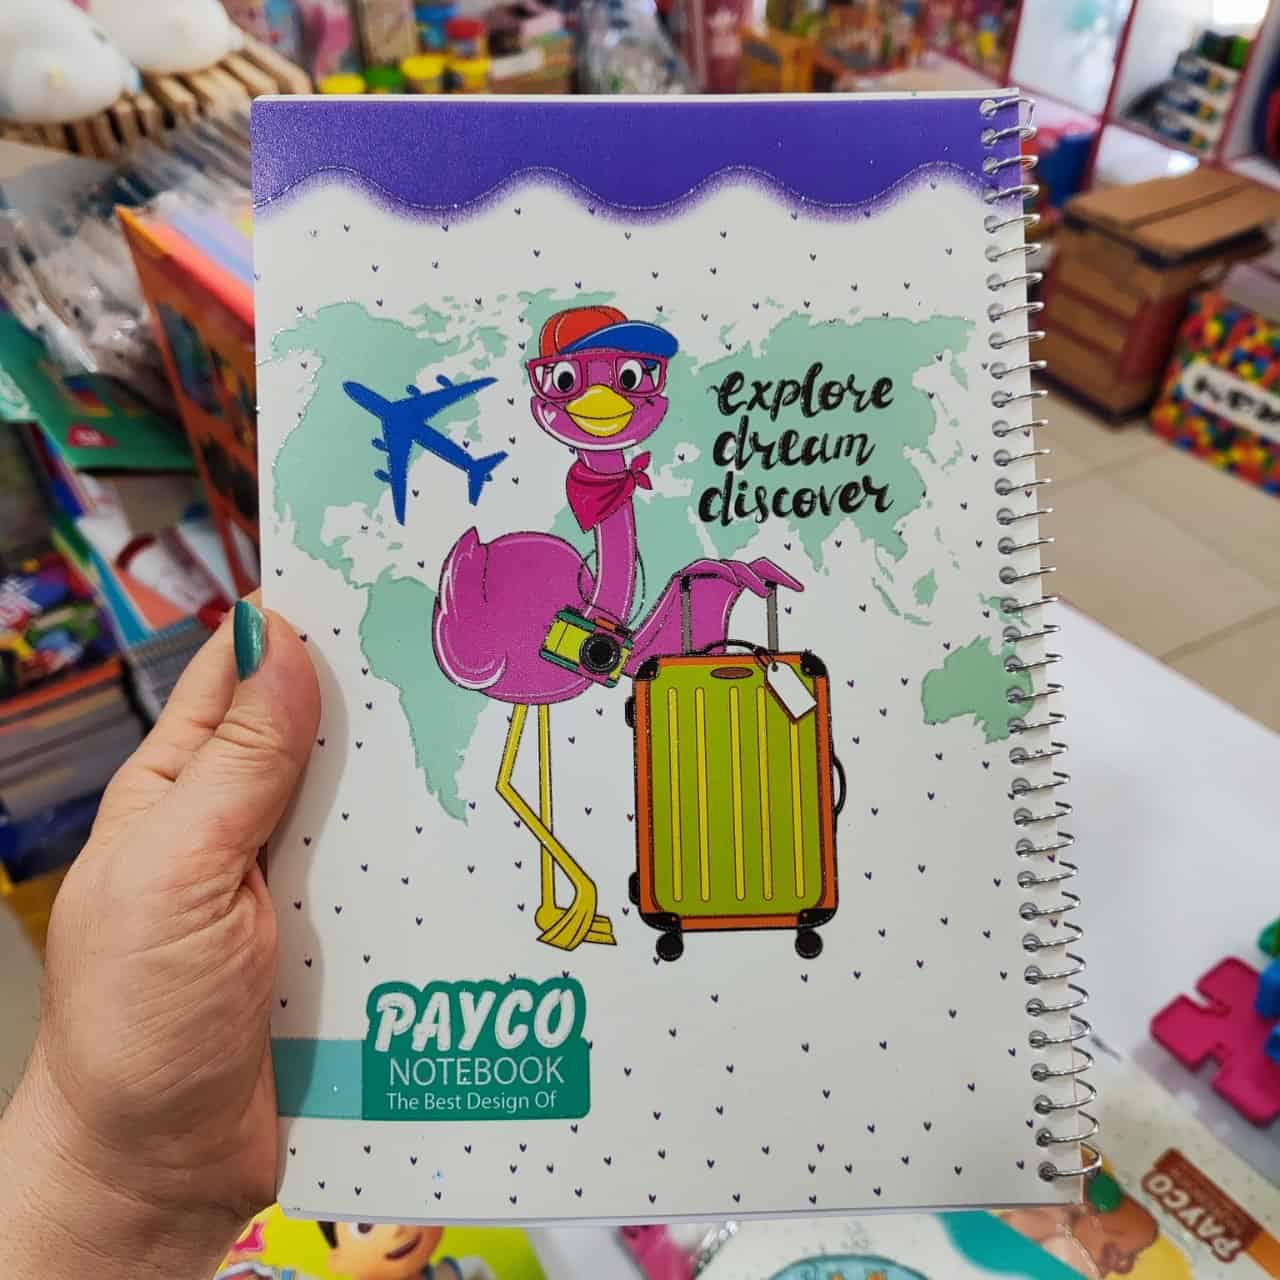 explore
dream
discover
PAYCO
NOTEBOOK
The Best Design Of
PAYCO